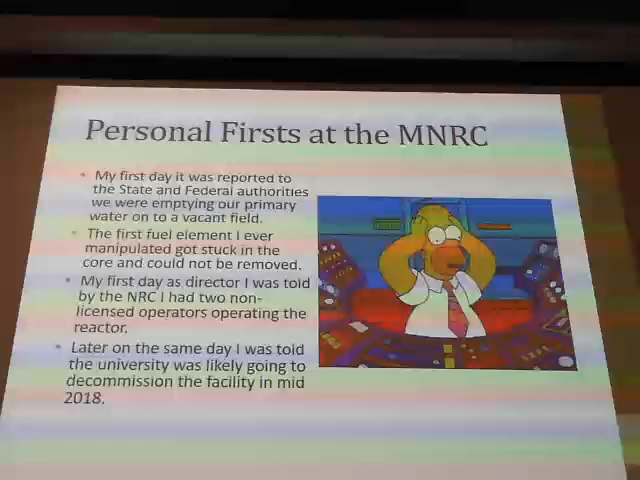 Personal Firsts at the MNRC
• My first day it was reported to
the State and Federal authorities
we were emptying our primary
water on to a vacant field.
• The first fuel element I ever
manipulated got stuck in the
core and could not be removed.
• My first day as director I was told
by the NRC I had two non-
licensed operators operating the
reactor.
• Later on the same day I was told
the university was likely going to
decommission the facility in mid
2018.